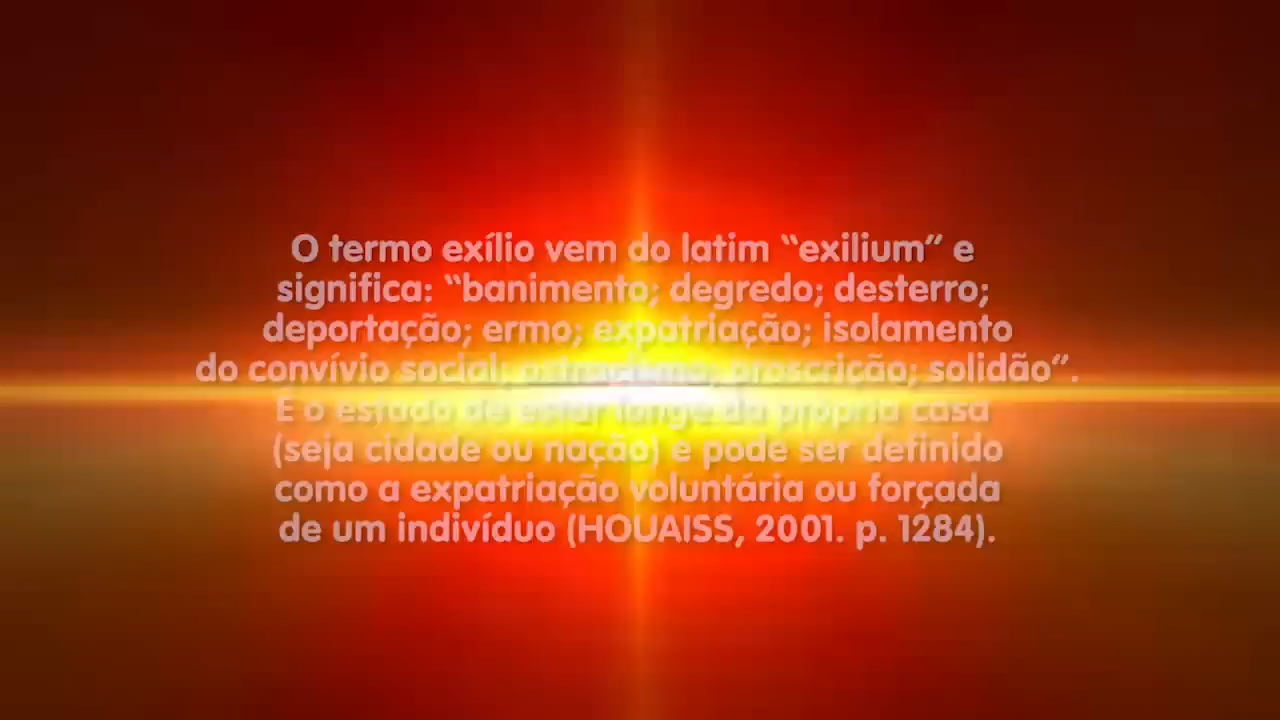 O termo exílio vem do latim “exilium” e
significa: “banimento; degredo; desterro;
deportação; ermo; expatriação; isolamento
do convívio social; ostracismo, proscrição; solidão“.
É o estado de estar longe da própria casa
(seja cidade ou nação) e pode ser definido
como a expatriação voluntária ou forçada
de um indivíduo (HOUAISS, 2001. p. 1284).